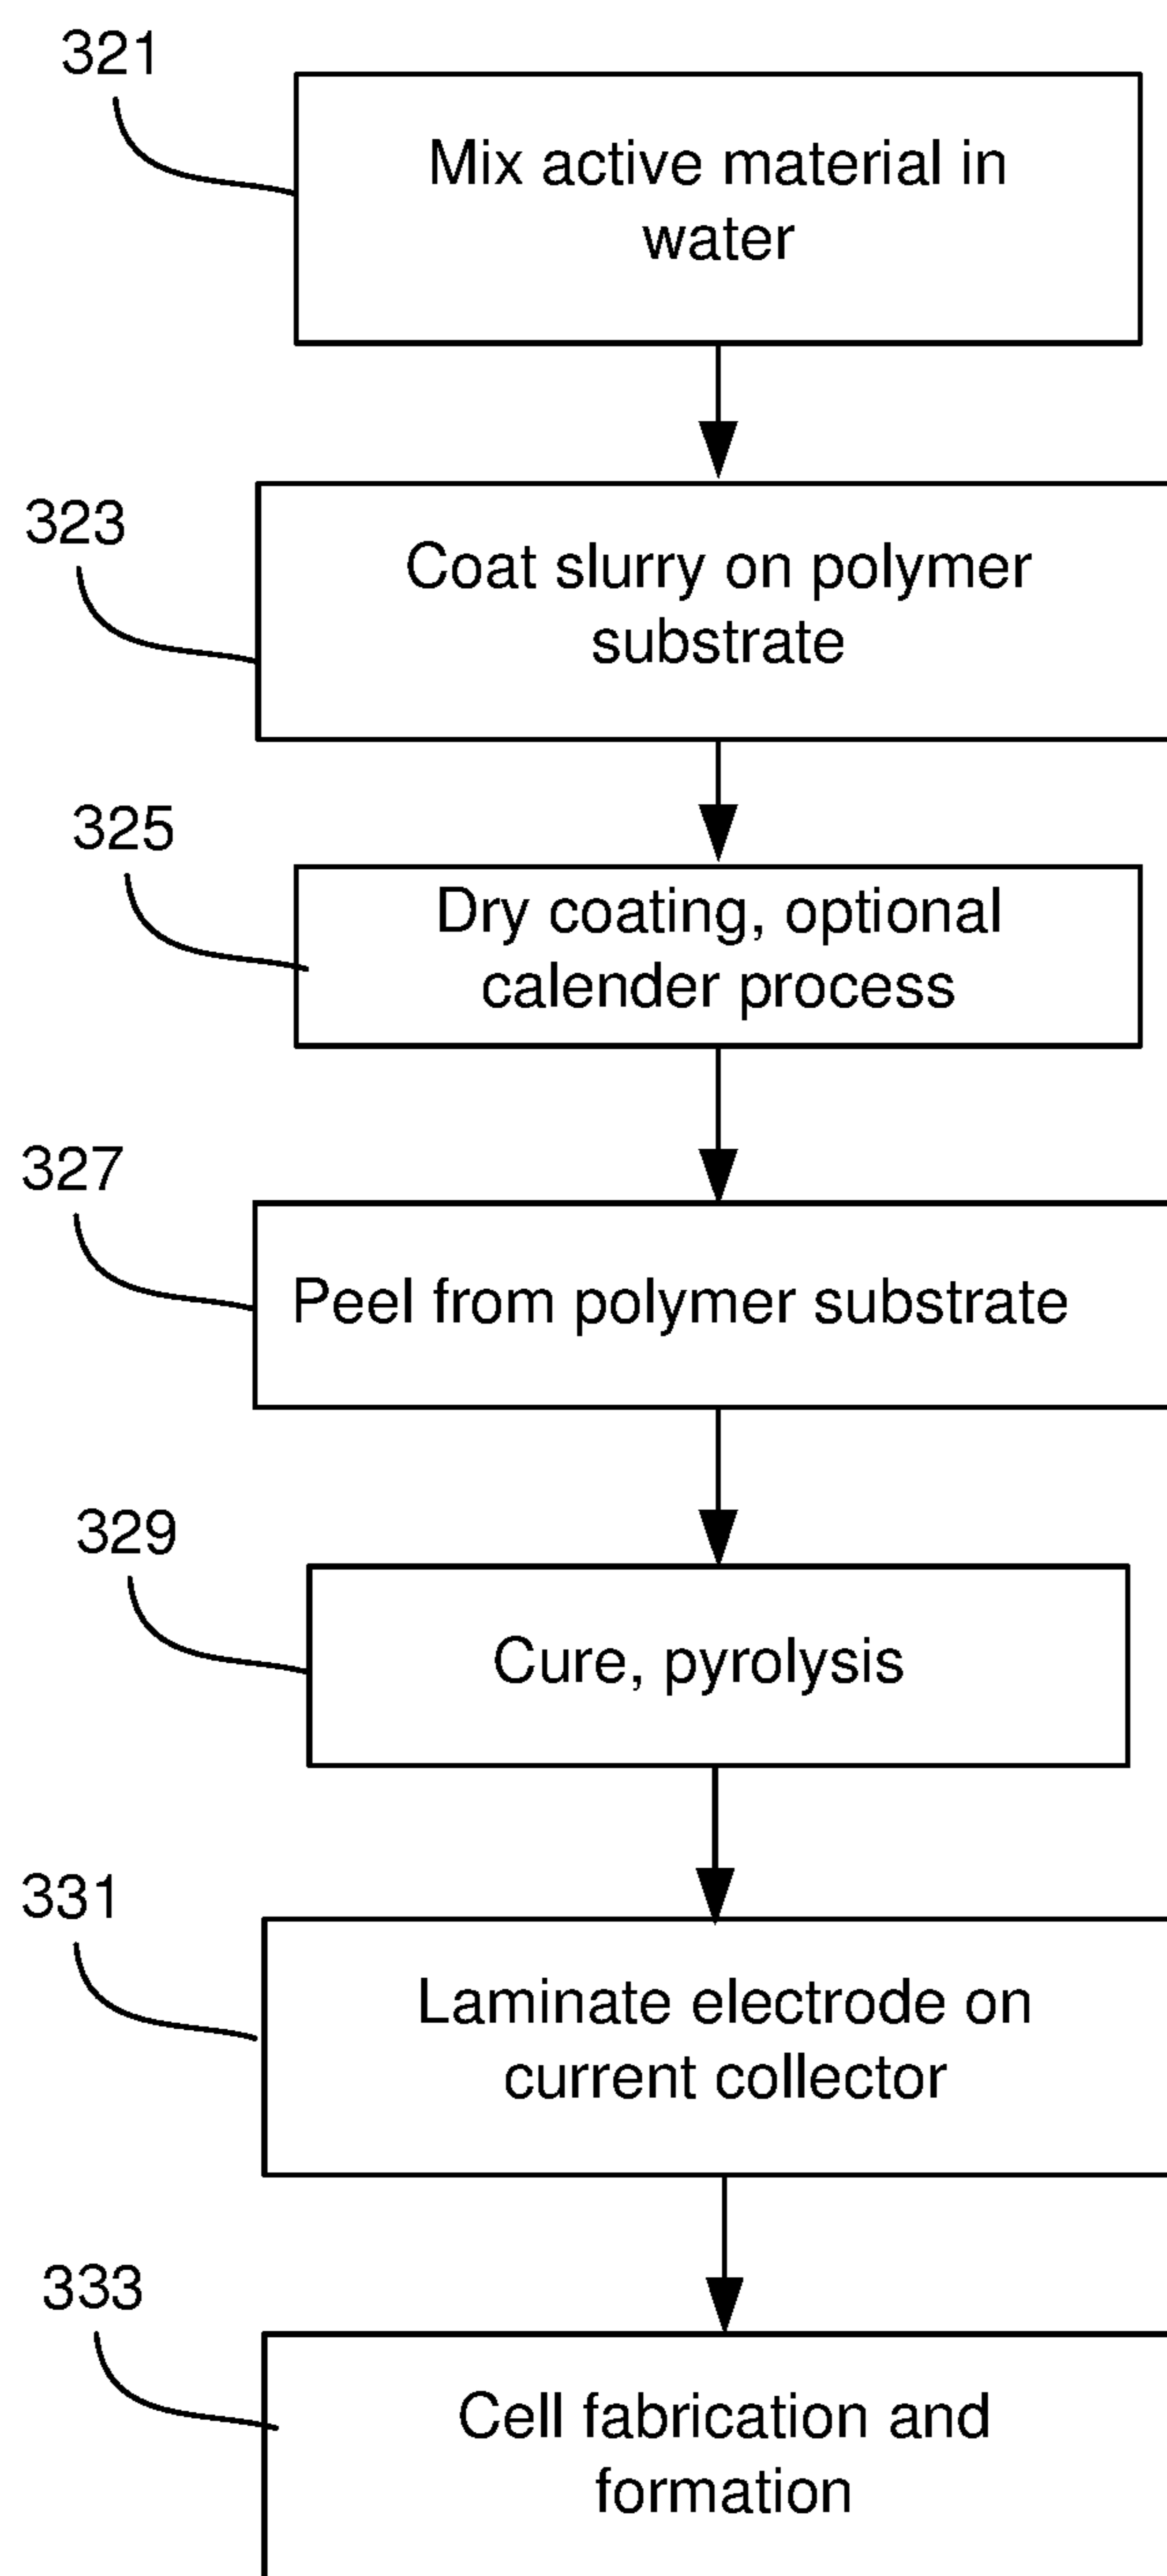 321
Mix active material in
water
323
Coat slurry on polymer
substrate
325
Dry coating, optional
calender process
327
Peel from polymer substrate
329
Cure, pyrolysis
331
Laminate electrode on
current collector
333
Cell fabrication and
formation